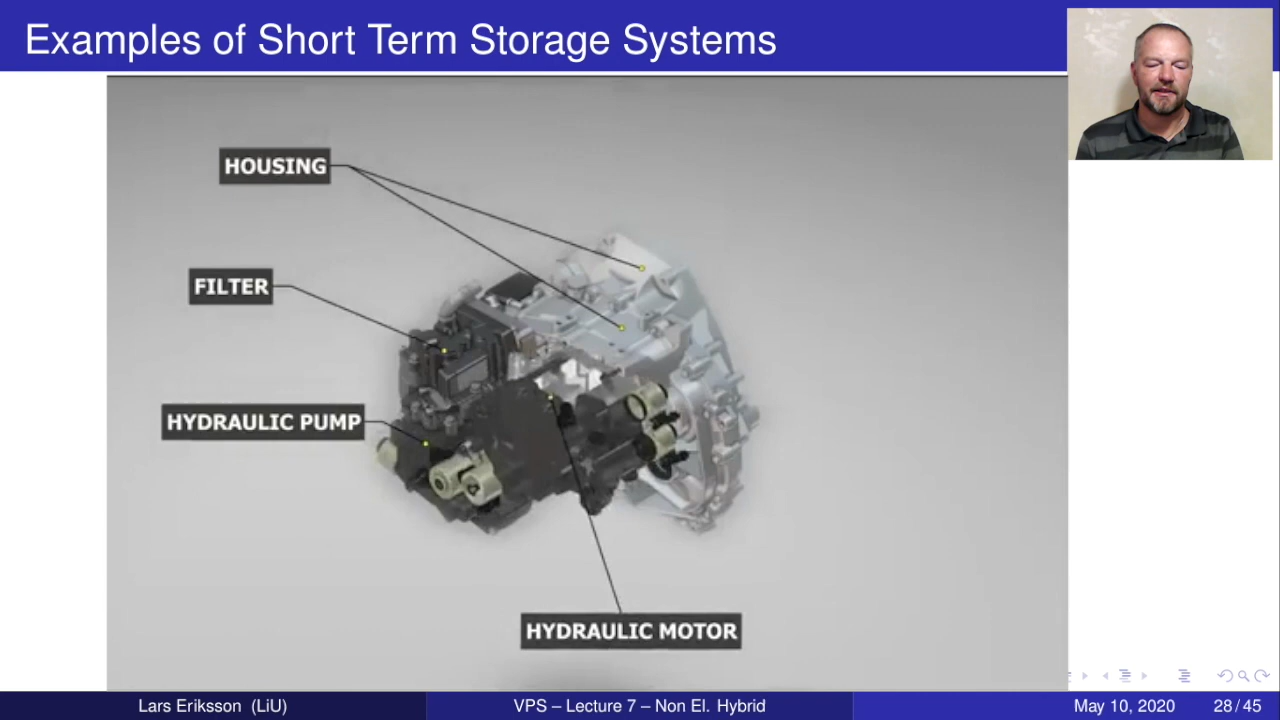 Examples of Short Term Storage Systems
HOUSING
FILTER
HYDRAULIC PUMP
HYDRAULIC MOTOR
Lars Eriksson (LiU)
VPS – Lecture 7 – Non El. Hybrid
May 10, 2020
28 / 45